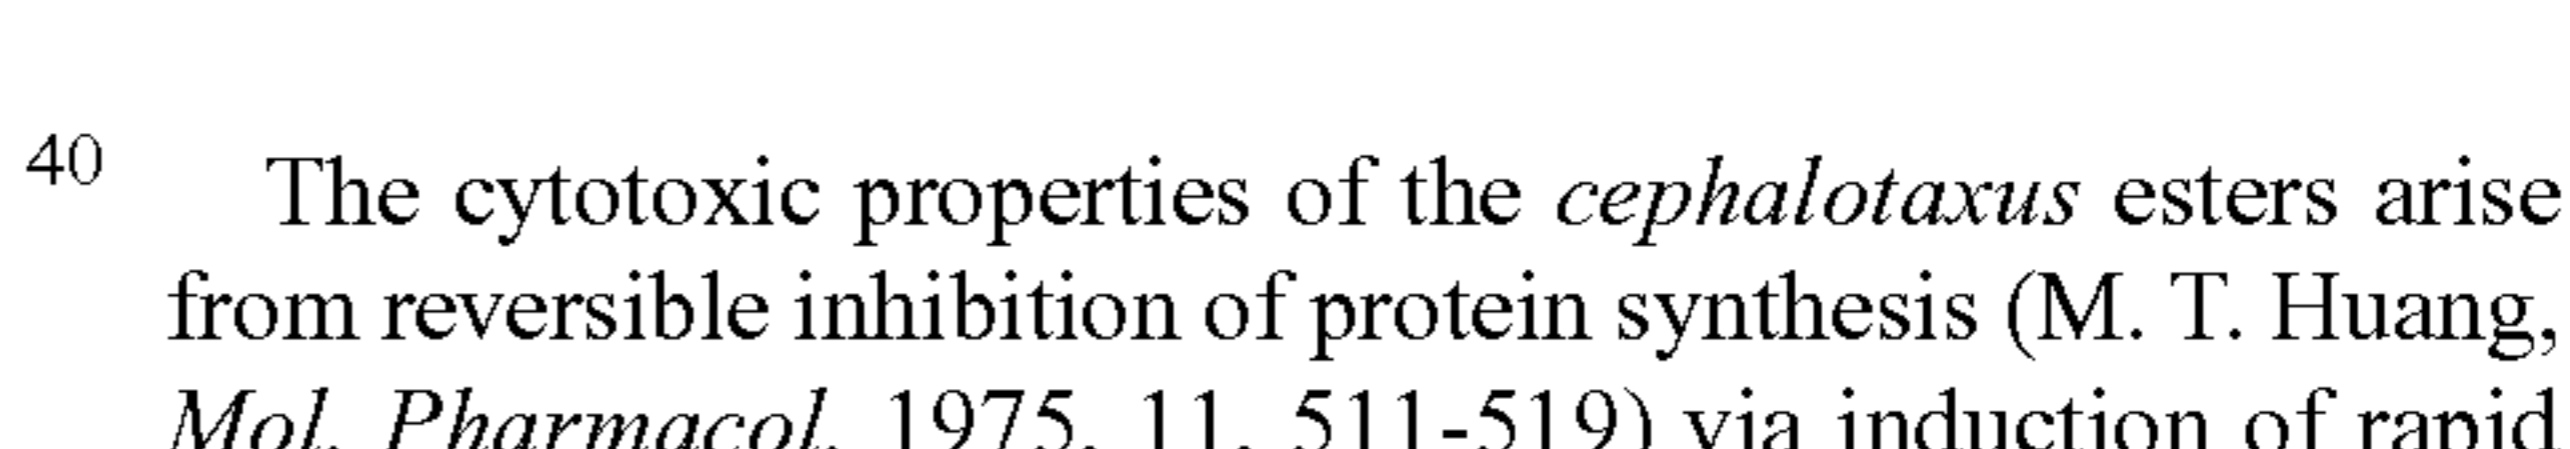 40 The cytotoxic properties of the cephalotaxus esters arise
from reversible inhibition of protein synthesis (M. T. Huang,
Mol. Pharmacol. 1975, 11, 511-519) via induction of rapid